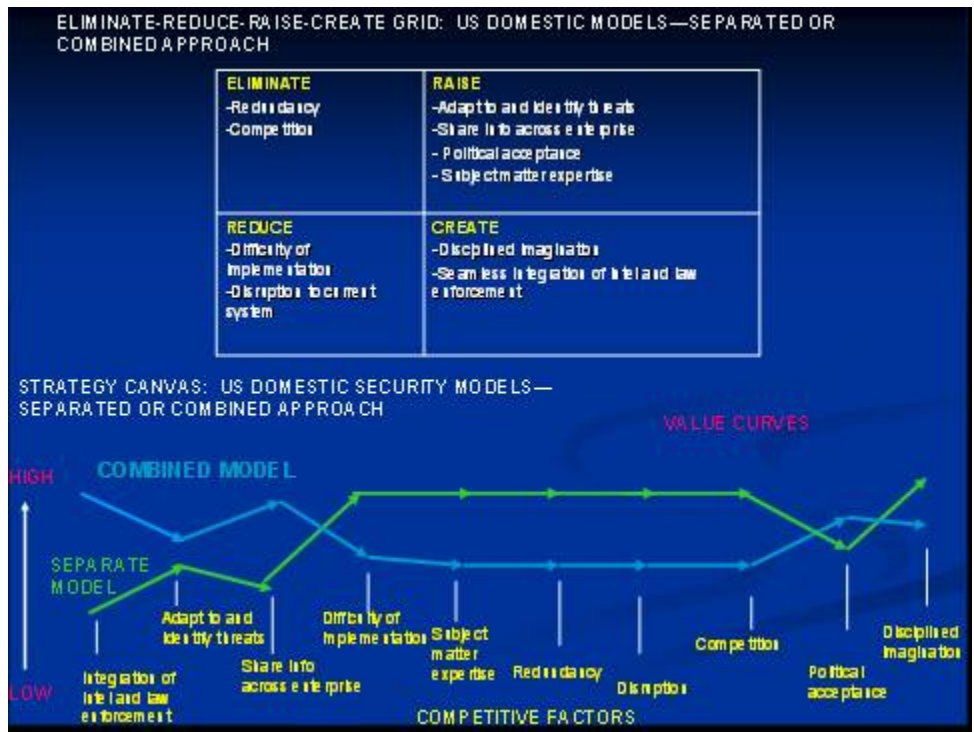 ELIMINATE-REDUCE-RAISE-CREATE GRID: US DOMESTIC MODELS—SEPARATED OR
COMBINED APPROACH
ELIMINATE
-Redundancy
-Competition
RAISE
-Adapt to and identify threats
-Share info across enterprise
- Political acceptance
- Subject matter expertise
REDUCE
-Difficulty of
implementation
-Disruption to current
system
CREATE
-Disciplined imagination
-Seamless integration of intel and law
enforcement
STRATEGY CANVAS: US DOMESTIC SECURITY MODELS—
SEPARATED OR COMBINED APPROACH
VALUE CURVES
HIGH
COMBINED MODEL
SEPARATE
MODEL
Adapt to and
identify threats
Difficulty of
implementation
Subject
matter
expertise
Competition
Disciplined
imagination
Integration of
intel and law
enforcement
Share info
across enterprise
Redundancy
Disruption
Political
acceptance
LOW
COMPETITIVE FACTORS